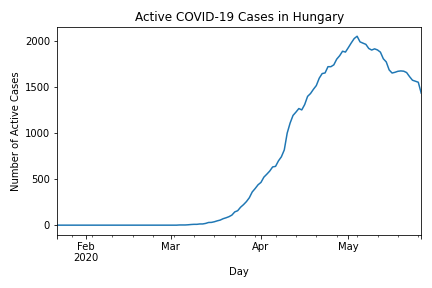 Active COVID-19 Cases in Hungary
2000
1500
1000
500
0
Number of Active Cases
Feb Mar Apr May
2020
Day